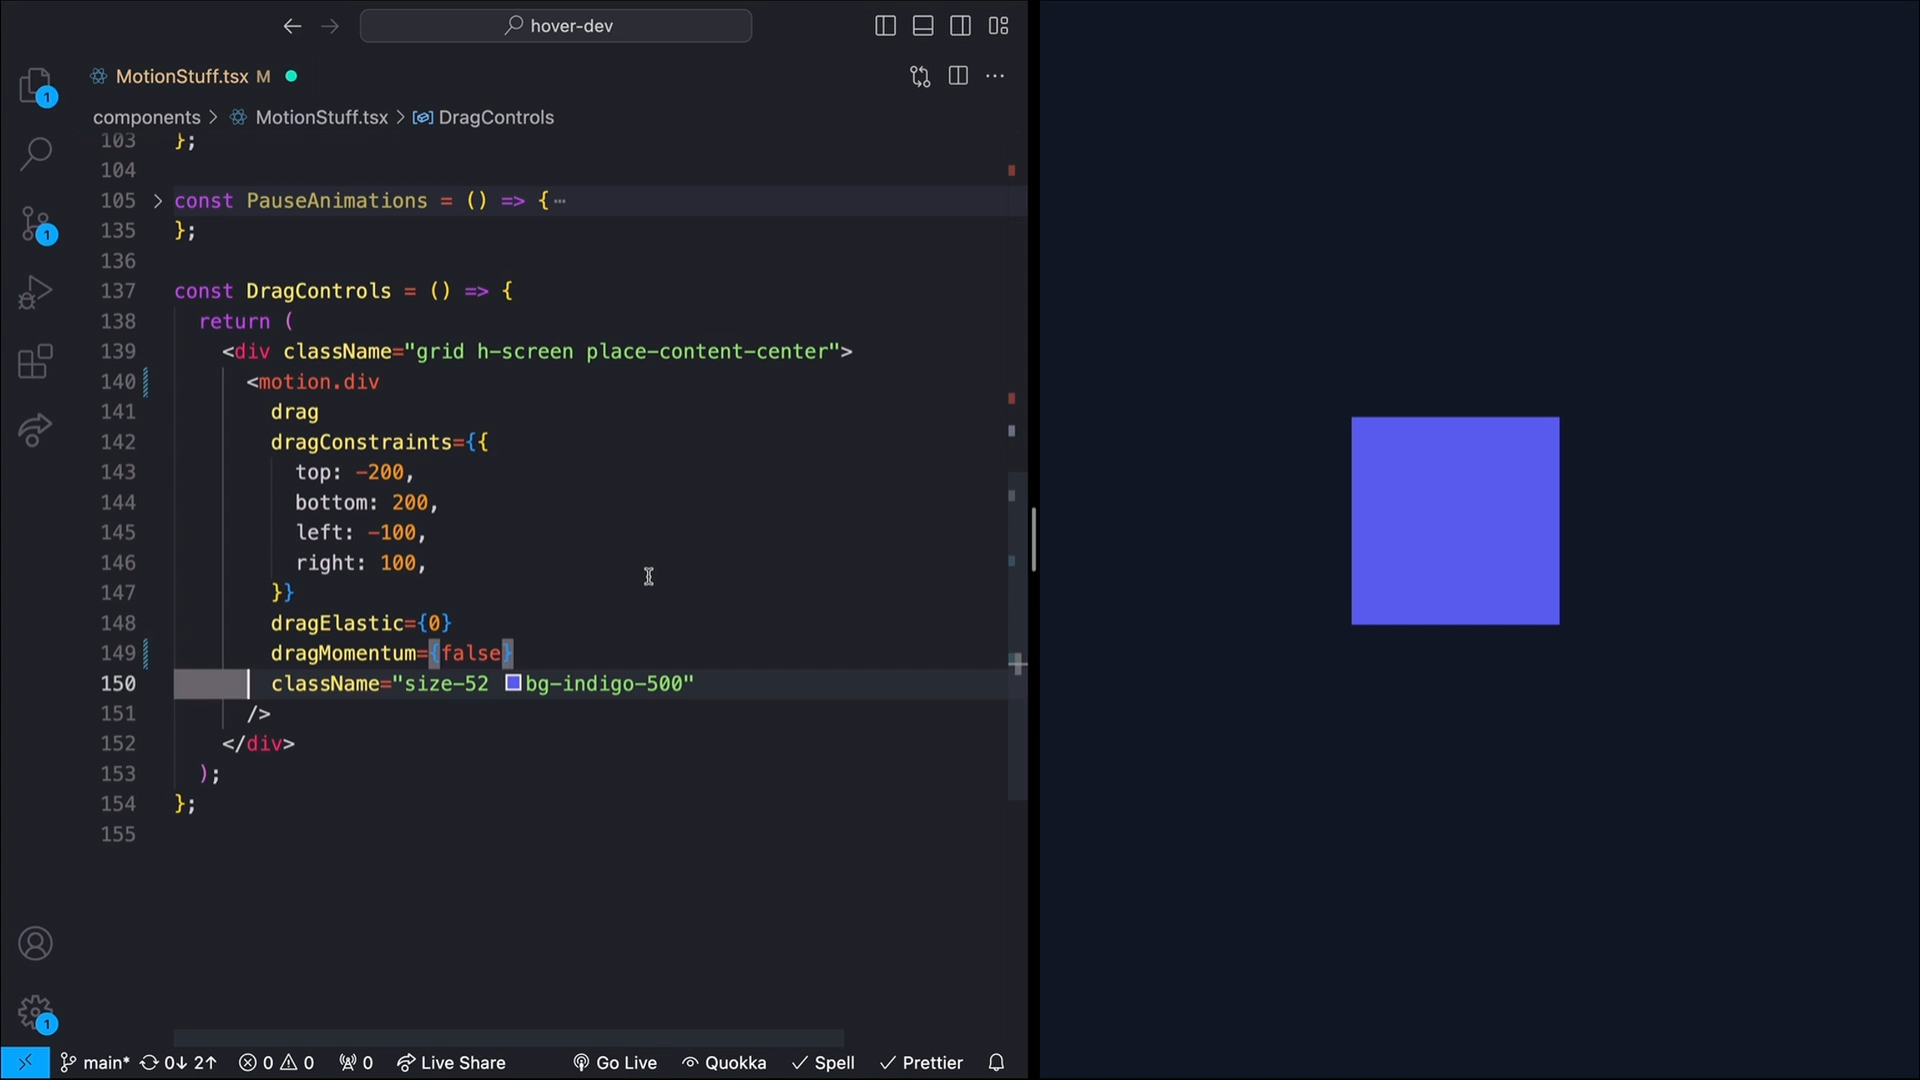 hover-dev
MotionStuff.tsx M
components > MotionStuff.tsx > DragControls
103 };
104
105 const PauseAnimations = () => { ⋯
135 };
136
137 const DragControls = () => {
138 return (
139 <div className="grid h-screen place-content-center">
140 <motion.div
141 drag
142 dragConstraints={{
143 top: -200,
144 bottom: 200,
145 left: -100,
146 right: 100,
147 }}
148 dragElastic={0}
149 dragMomentum={false}
150 className="size-52 bg-indigo-500"
151 />
152 </div>
153 );
154 };
155
1
1
1
main* 0↓ 2↑ 0 0 0 Live Share Go Live Quokka Spell Prettier